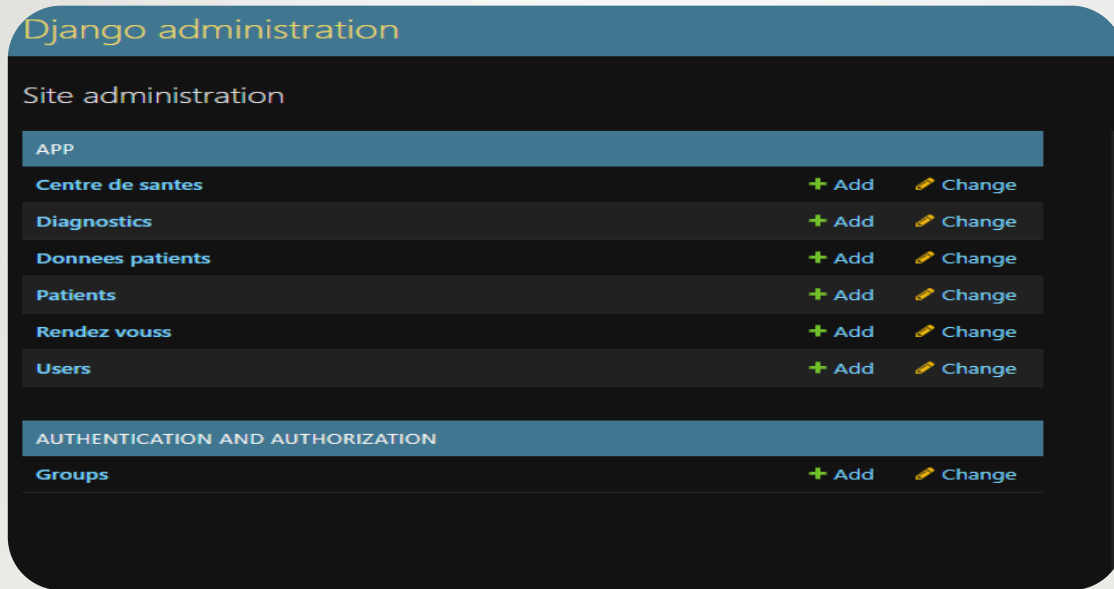 Django administration
Site administration
APP
Centre de santes Add Change
Diagnostics Add Change
Donnees patients Add Change
Patients Add Change
Rendez vouss Add Change
Users Add Change
AUTHENTICATION AND AUTHORIZATION
Groups Add Change